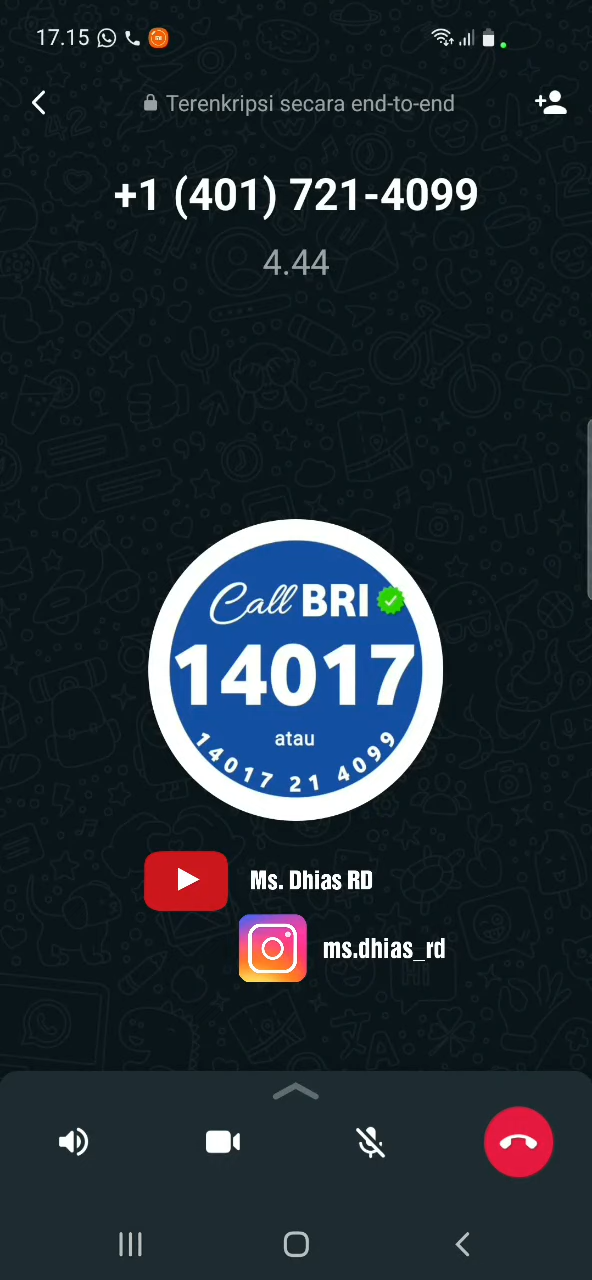 17.15
Terenkripsi secara end-to-end
+1 (401) 721-4099
4.44
Call BRI
14017
atau
14017 21 4099
Ms. Dhias RD
ms.dhias_rd